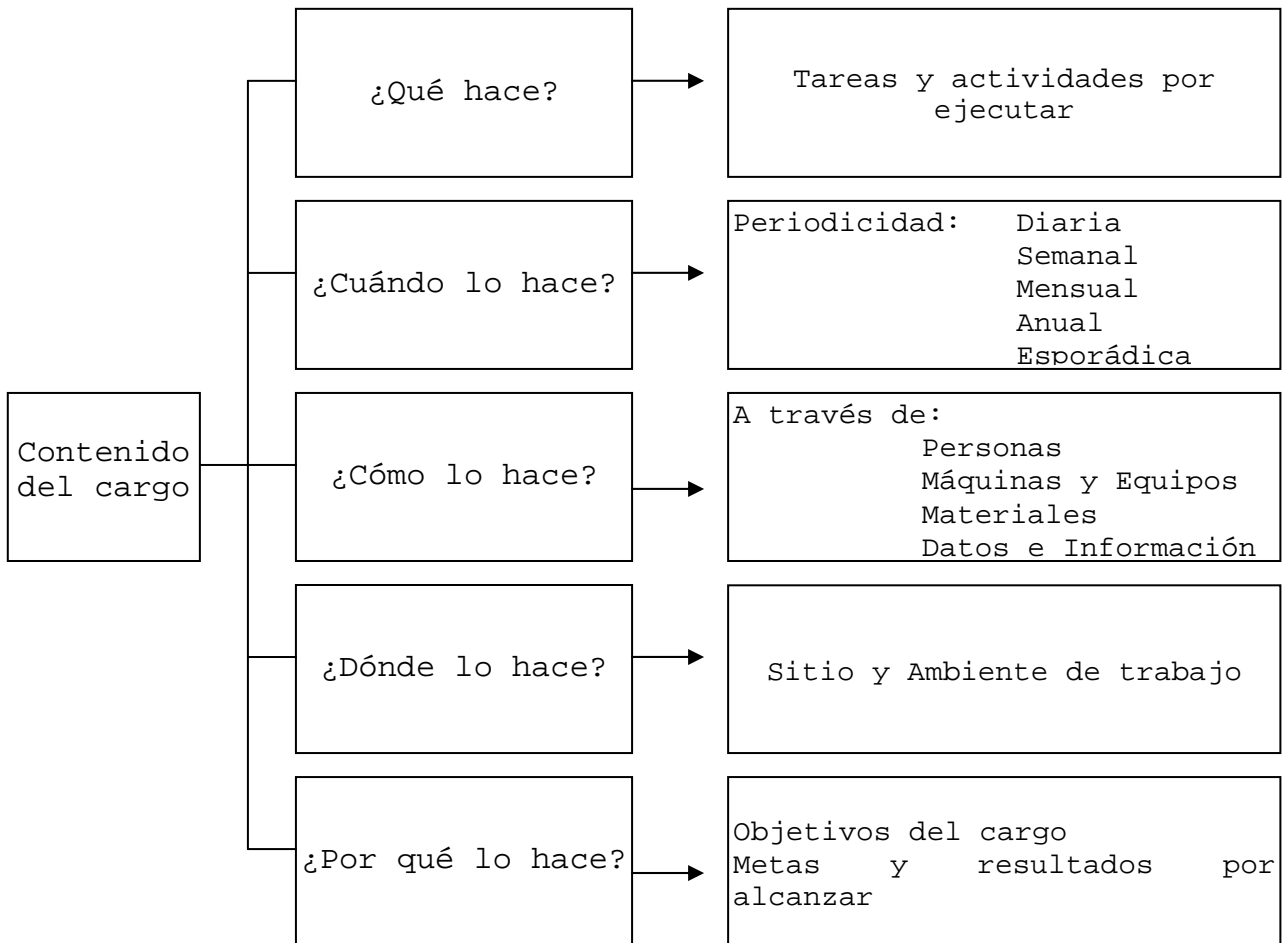 ¿Qué hace?
Tareas y actividades por
ejecutar
¿Cuándo lo hace?
Periodicidad: Diaria
Semanal
Mensual
Anual
Esporádica
Contenido
del cargo
¿Cómo lo hace?
A través de:
Personas
Máquinas y Equipos
Materiales
Datos e Información
¿Dónde lo hace?
Sitio y Ambiente de trabajo
¿Por qué lo hace?
Objetivos del cargo
Metas y resultados por
alcanzar